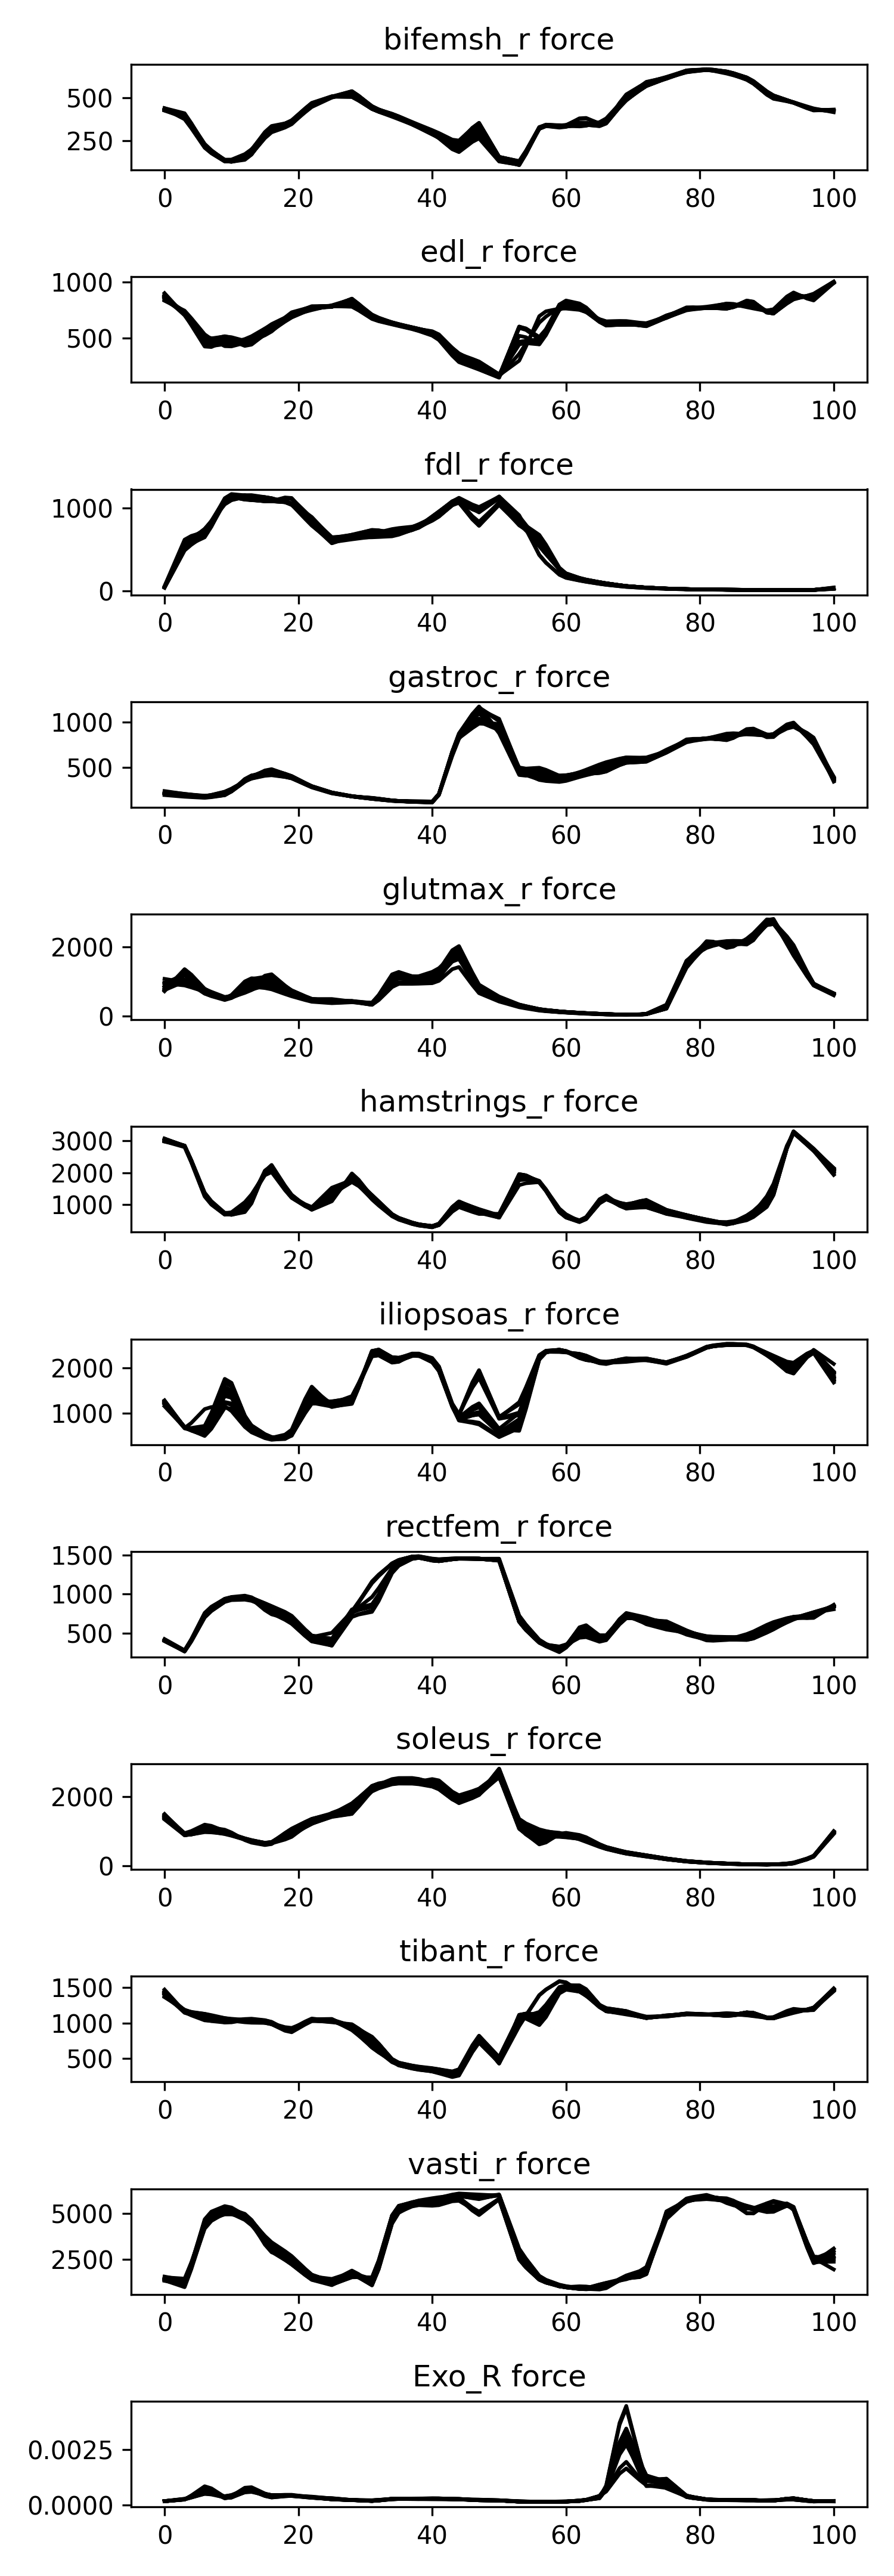 bifemsh_r force
500
250
0 20 40 60 80 100
edl_r force
1000
500
0 20 40 60 80 100
fdl_r force
1000
0
0 20 40 60 80 100
gastroc_r force
1000
500
0 20 40 60 80 100
glutmax_r force
2000
0
0 20 40 60 80 100
hamstrings_r force
3000
2000
1000
0 20 40 60 80 100
iliopsoas_r force
2000
1000
0 20 40 60 80 100
rectfem_r force
1500
1000
500
0 20 40 60 80 100
soleus_r force
2000
0
0 20 40 60 80 100
tibant_r force
1500
1000
500
0 20 40 60 80 100
vasti_r force
5000
2500
0 20 40 60 80 100
Exo_R force
0.0025
0.0000
0 20 40 60 80 100